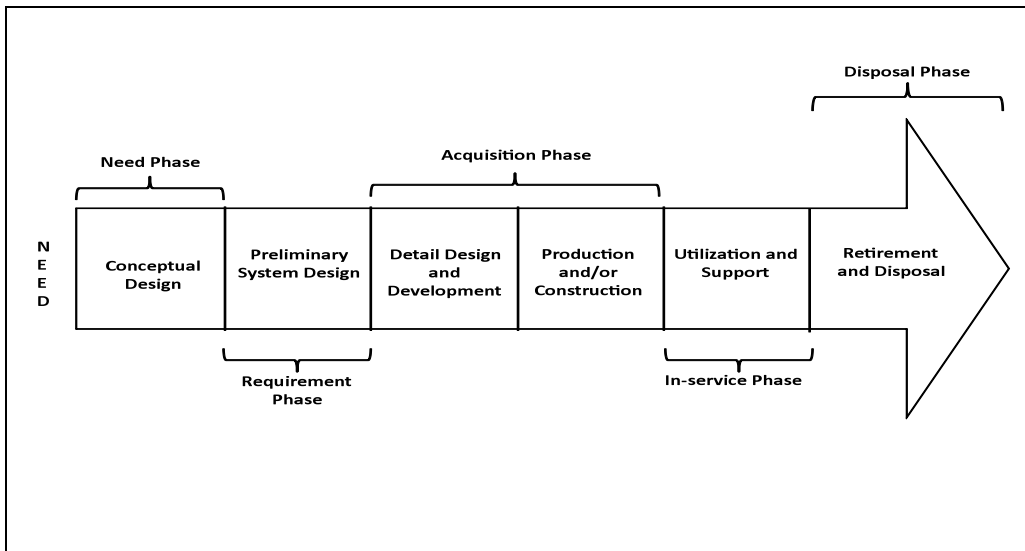 Disposal Phase
Need Phase
Acquisition Phase
N
E
E
D
Conceptual
Design
Preliminary
System Design
Detail Design
and
Development
Production
and/or
Construction
Utilization and
Support
Retirement
and Disposal
Requirement
Phase
In-service Phase